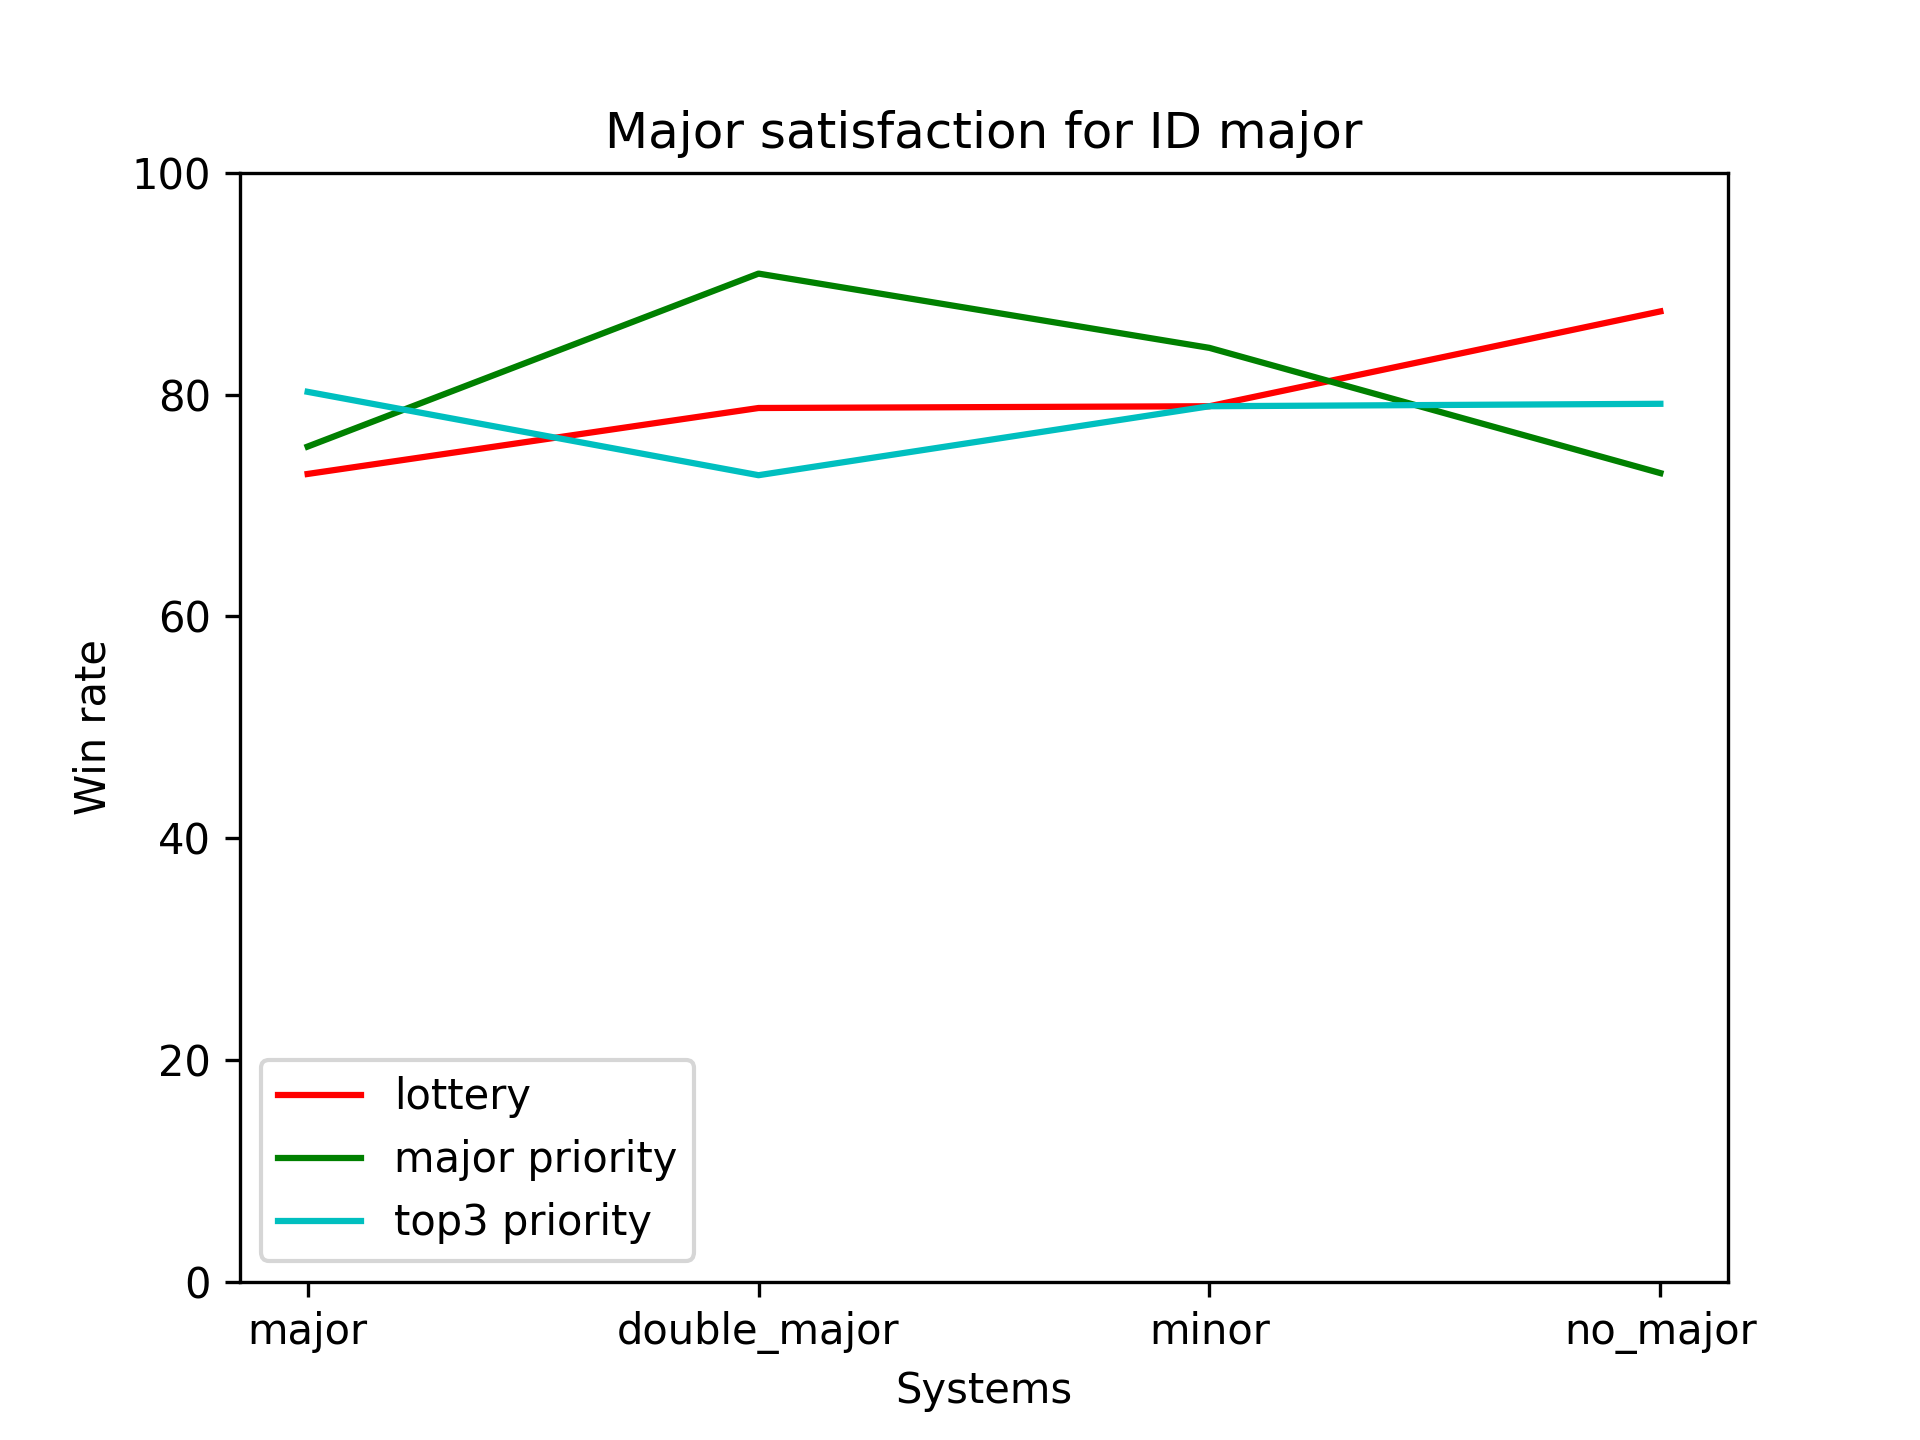 Major satisfaction for ID major
100
80
60
40
20
0
Win rate
lottery
major priority
top3 priority
major double_major minor no_major
Systems